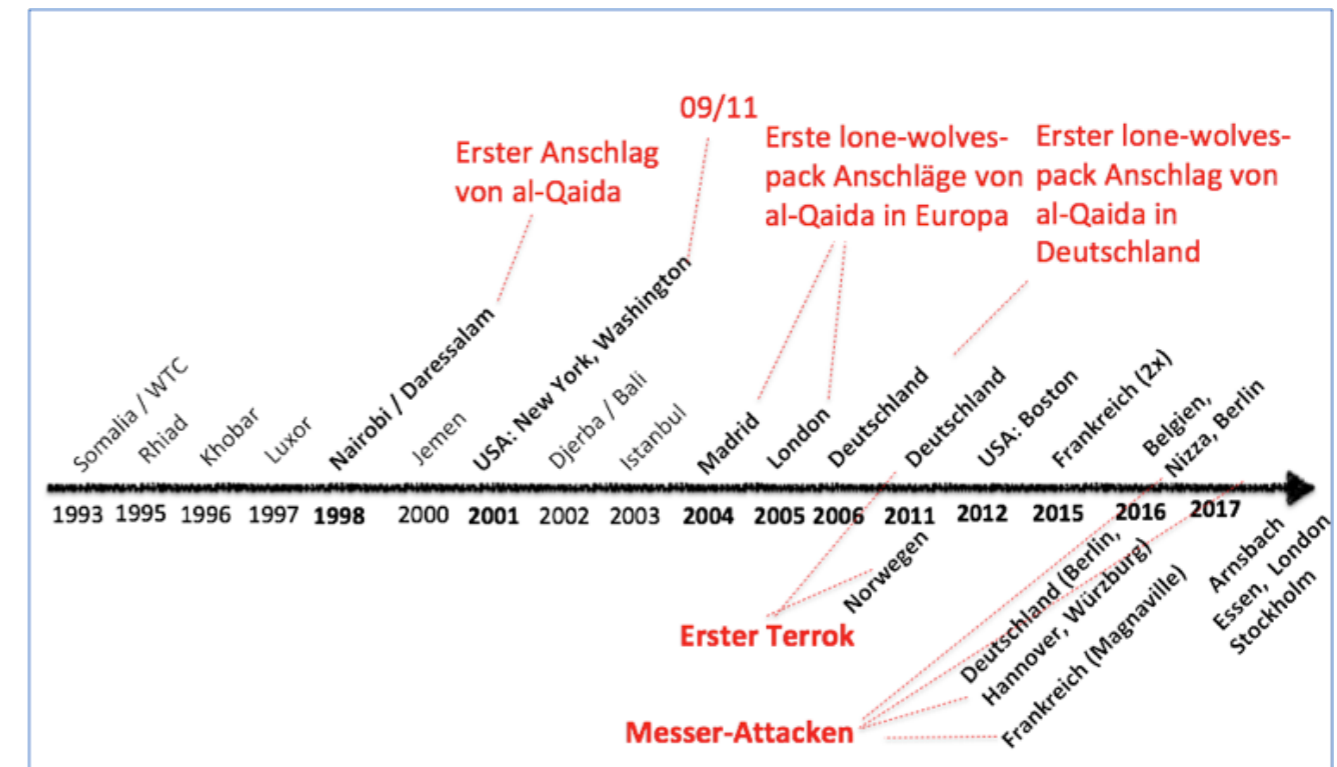 09/11
Erster Anschlag
von al-Qaida
Erste lone-wolves-
pack Anschläge von
al-Qaida in Europa
Erster lone-wolves-
pack Anschlag von
al-Qaida in
Deutschland
Somalia / WTC
Rhiad
Khobar
Luxor
Nairobi / Daressalam
Jemen
USA: New York, Washington
Djerba / Bali
Istanbul
Madrid
London
Deutschland
Deutschland
USA: Boston
Frankreich (2x)
Belgien,
Nizza, Berlin
1993 1995 1996 1997 1998 2000 2001 2002 2003 2004 2005 2006 2011 2012 2015 2016 2017
Norwegen
Deutschland (Berlin,
Hannover, Würzburg)
Frankreich (Magnaville)
Arnsbach
Essen, London
Stockholm
Erster Terrok
Messer-Attacken